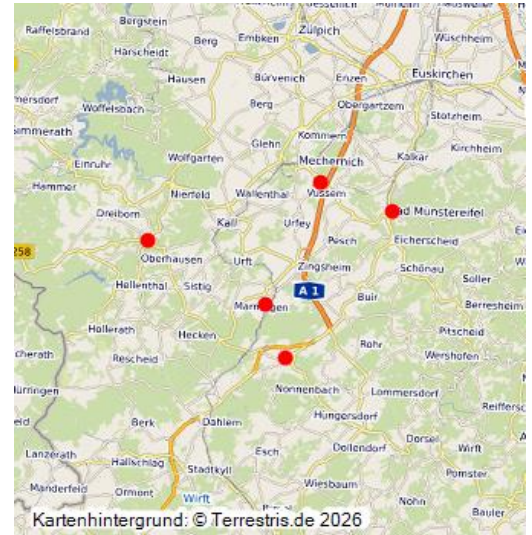 Bergstein
Raffelsbrand
Berg
Embken
Zülpich
Wüschheim
Harscheidt
Hausen
Bürvenich
Enzen
Euskirchen
Woffelsbach
Berg
Obergartzem
Stotzheim
Simmerath
Kommern
Glehn
Einruhr
Wolfgarten
Mechernich
Kalkar
Kirchheim
Hammer
Nierfeld
Wallenthal
Vussem
Dreiborn
Kall
Urfey
Bad Münstereifel
258
Pesch
Eicherscheid
Oberhausen
Urft
Zingsheim
Schönau
Hellenthal
Sistig
A 1
Soller
Marmagen
Buir
Berresheim
Hollerath
Hecken
Pitscheid
Rescheid
Rohr
Wershofen
Nonnenbach
Lommersdorf
Berk
Dahlem
Hungersdorf
Lanzerath
Hallschlag
Esch
Dollendorf
Dorsel
Wirft
Stadtkyll
Manderfeld
Ormont
Wirft
Wiesbaum
Pomster
Nohn
Bauler
Kartenhintergrund: © Terrestris.de 2026